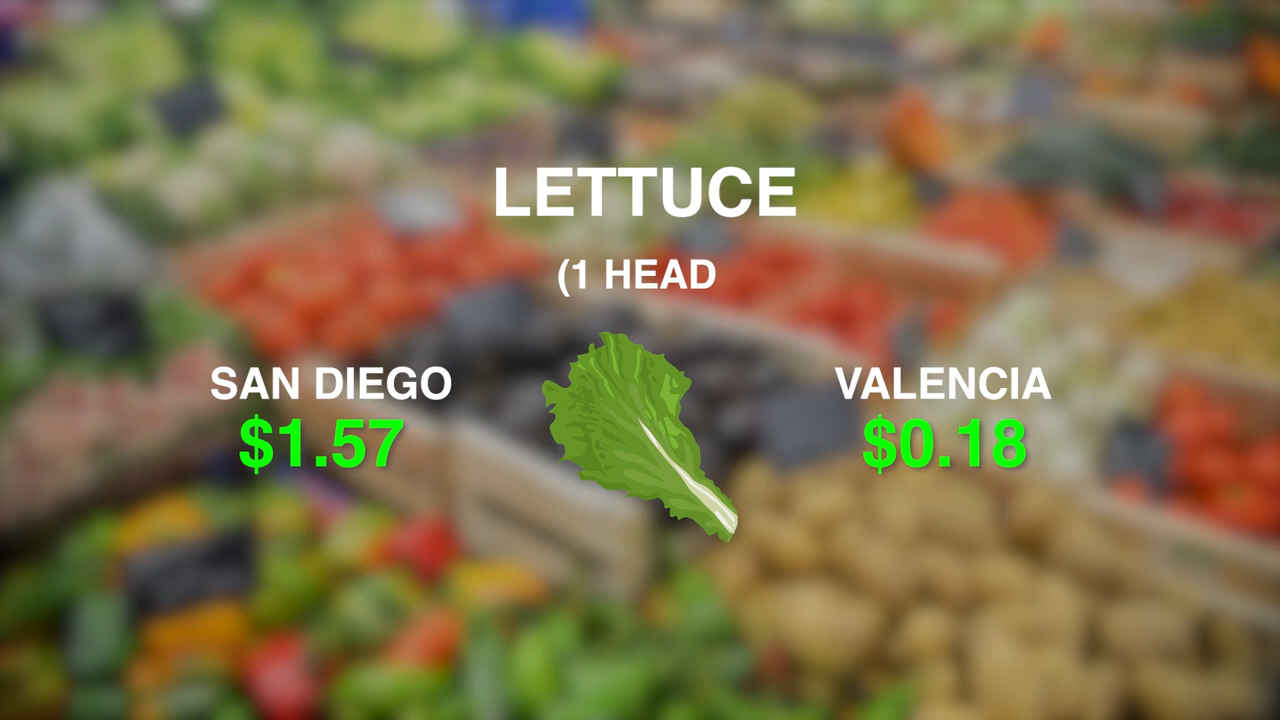 LETTUCE
(1 HEAD
SAN DIEGO
$1.57
VALENCIA
$0.18